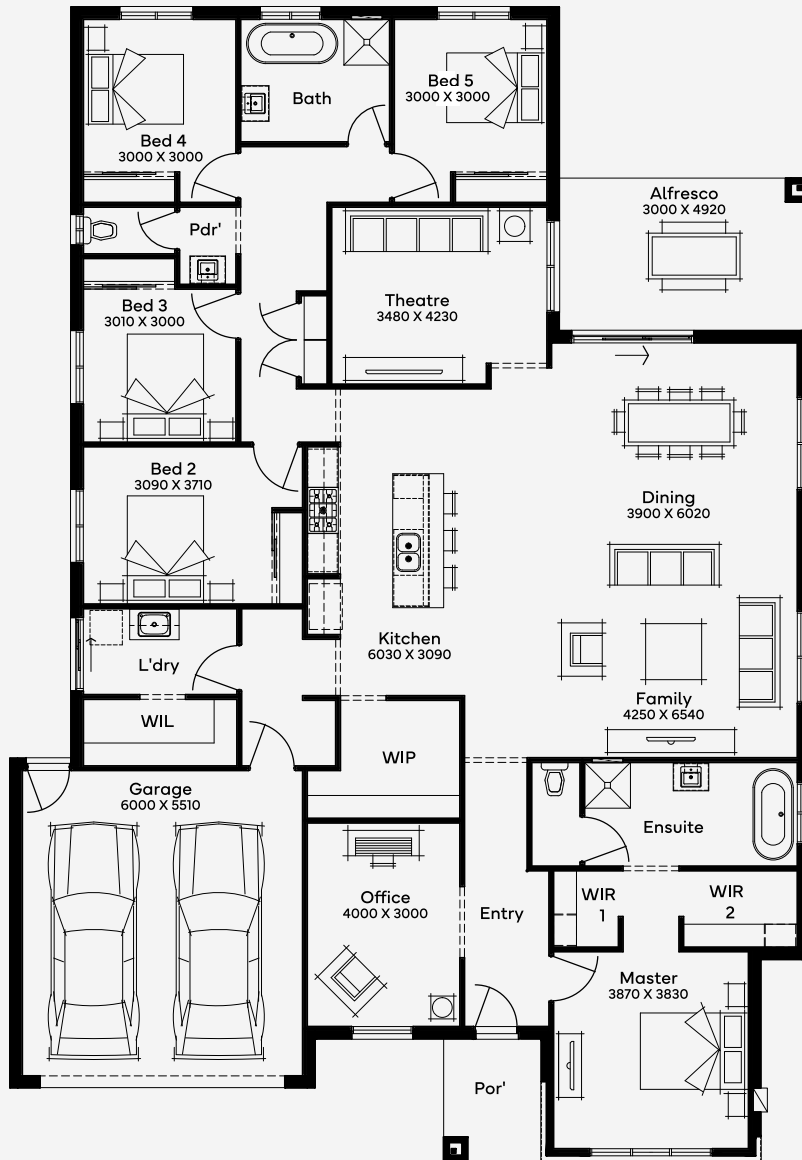 Bed 4
3000 X 3000
Bath
Bed 5
3000 X 3000
Alfresco
3000 X 4920
Pdr'
Theatre
3480 X 4230
Bed 3
3010 X 3000
Bed 2
3090 X 3710
Dining
3900 X 6020
Kitchen
6030 X 3090
L'dry
Family
4250 X 6540
WIL
WIP
Garage
6000 X 5510
Ensuite
Office
4000 X 3000
Entry
WIR
1
WIR
2
Master
3870 X 3830
Por'